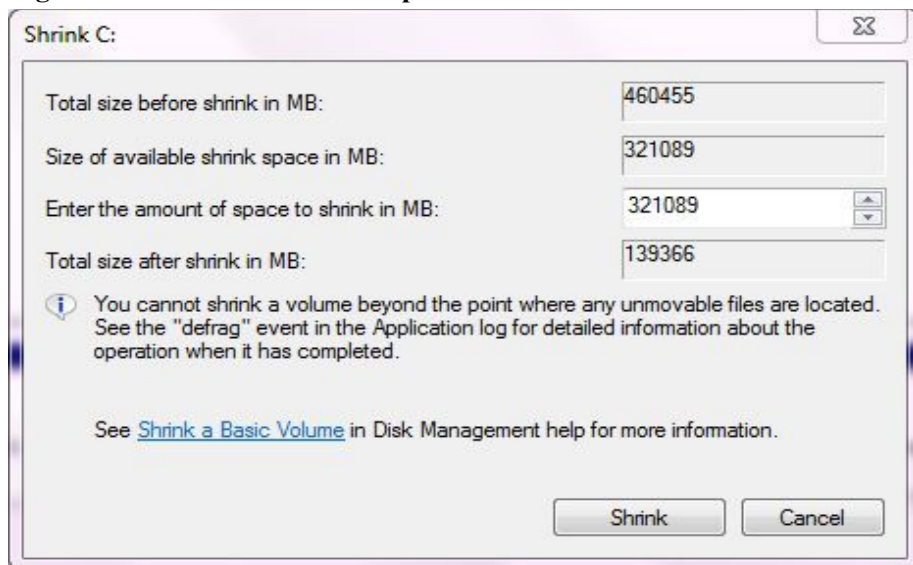 Shrink C:
Total size before shrink in MB: 460455
Size of available shrink space in MB: 321089
Enter the amount of space to shrink in MB: 321089
Total size after shrink in MB: 139366
You cannot shrink a volume beyond the point where any unmovable files are located.
See the "defrag" event in the Application log for detailed information about the
operation when it has completed.
See Shrink a Basic Volume in Disk Management help for more information.
Shrink Cancel